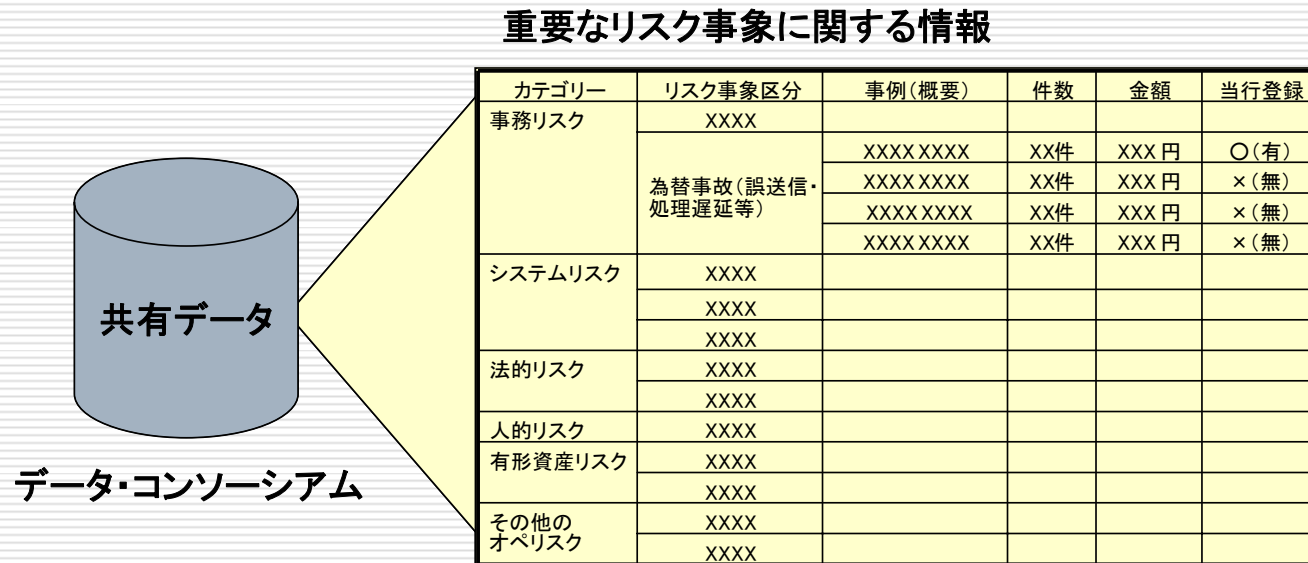 重要なリスク事象に関する情報
カテゴリー リスク事象区分 事例(概要) 件数 金額 当行登録
事務リスク XXXX
為替事故(誤送信・
処理遅延等)
XXXX XXXX XX件 XXX 円 〇(有)
XXXX XXXX XX件 XXX 円 ×(無)
XXXX XXXX XX件 XXX 円 ×(無)
XXXX XXXX XX件 XXX 円 ×(無)
システムリスク XXXX
XXXX
XXXX
法的リスク XXXX
XXXX
人的リスク XXXX
有形資産リスク XXXX
XXXX
その他の
オペリスク
XXXX
XXXX
共有データ
データ・コンソーシアム